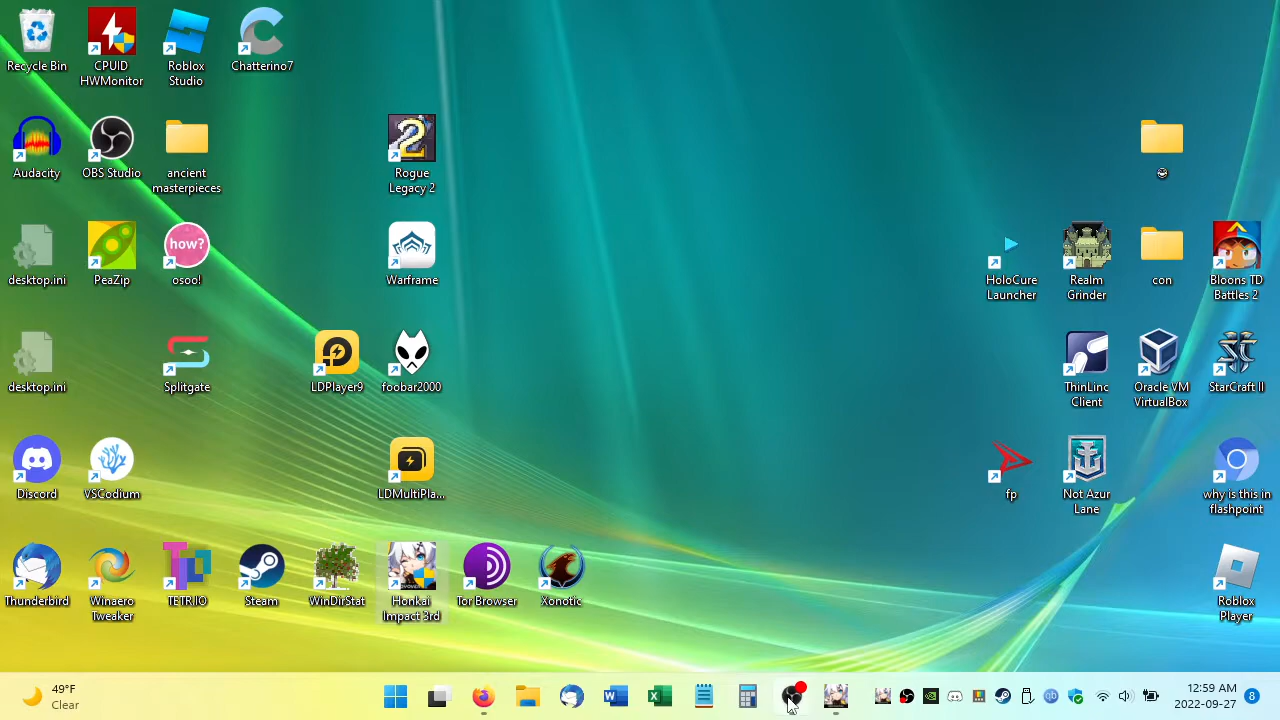 Recycle Bin
CPUID
HWMonitor
Roblox
Studio
Chatterino7
Audacity
OBS Studio
ancient
masterpieces
2
Rogue
Legacy 2
desktop.ini
PeaZip
how?
osoo!
Warframe
HoloCure
Launcher
Realm
Grinder
con
Bloons TD
Battles 2
desktop.ini
Splitgate
LDPlayer9
foobar2000
ThinLinc
Client
Oracle VM
VirtualBox
StarCraft II
Discord
VSCodium
LDMultiPla...
fp
Not Azur
Lane
why is this in
flashpoint
Thunderbird
Winaero
Tweaker
TETR.IO
Steam
WinDirStat
Honkai
Impact 3rd
Tor Browser
Xonotic
Roblox
Player
49°F
Clear
W
X
qb
12:59 AM
2022-09-27
8